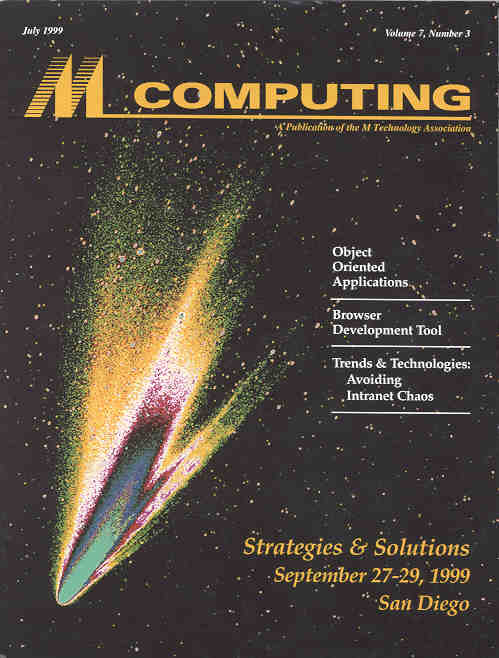 July 1999
Volume 7, Number 3
M COMPUTING
A Publication of the M Technology Association
Object
Oriented
Applications
Browser
Development Tool
Trends & Technologies:
Avoiding
Intranet Chaos
Strategies & Solutions
September 27-29, 1999
San Diego